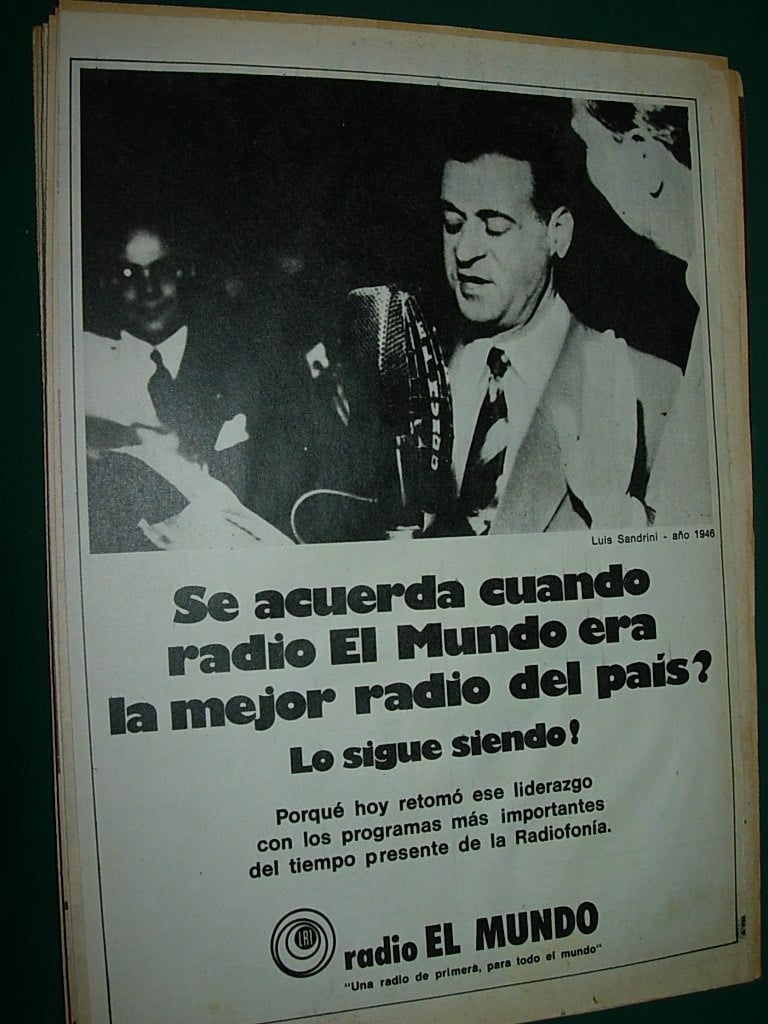 Luis Sandrini - año 1946
Se acuerda cuando
radio El Mundo era
la mejor radio del país?
Lo sigue siendo!
Porqué hoy retomó ese liderazgo
con los programas más importantes
del tiempo presente de la Radiofonía.
LR1
radio EL MUNDO
"Una radio de primera, para todo el mundo"